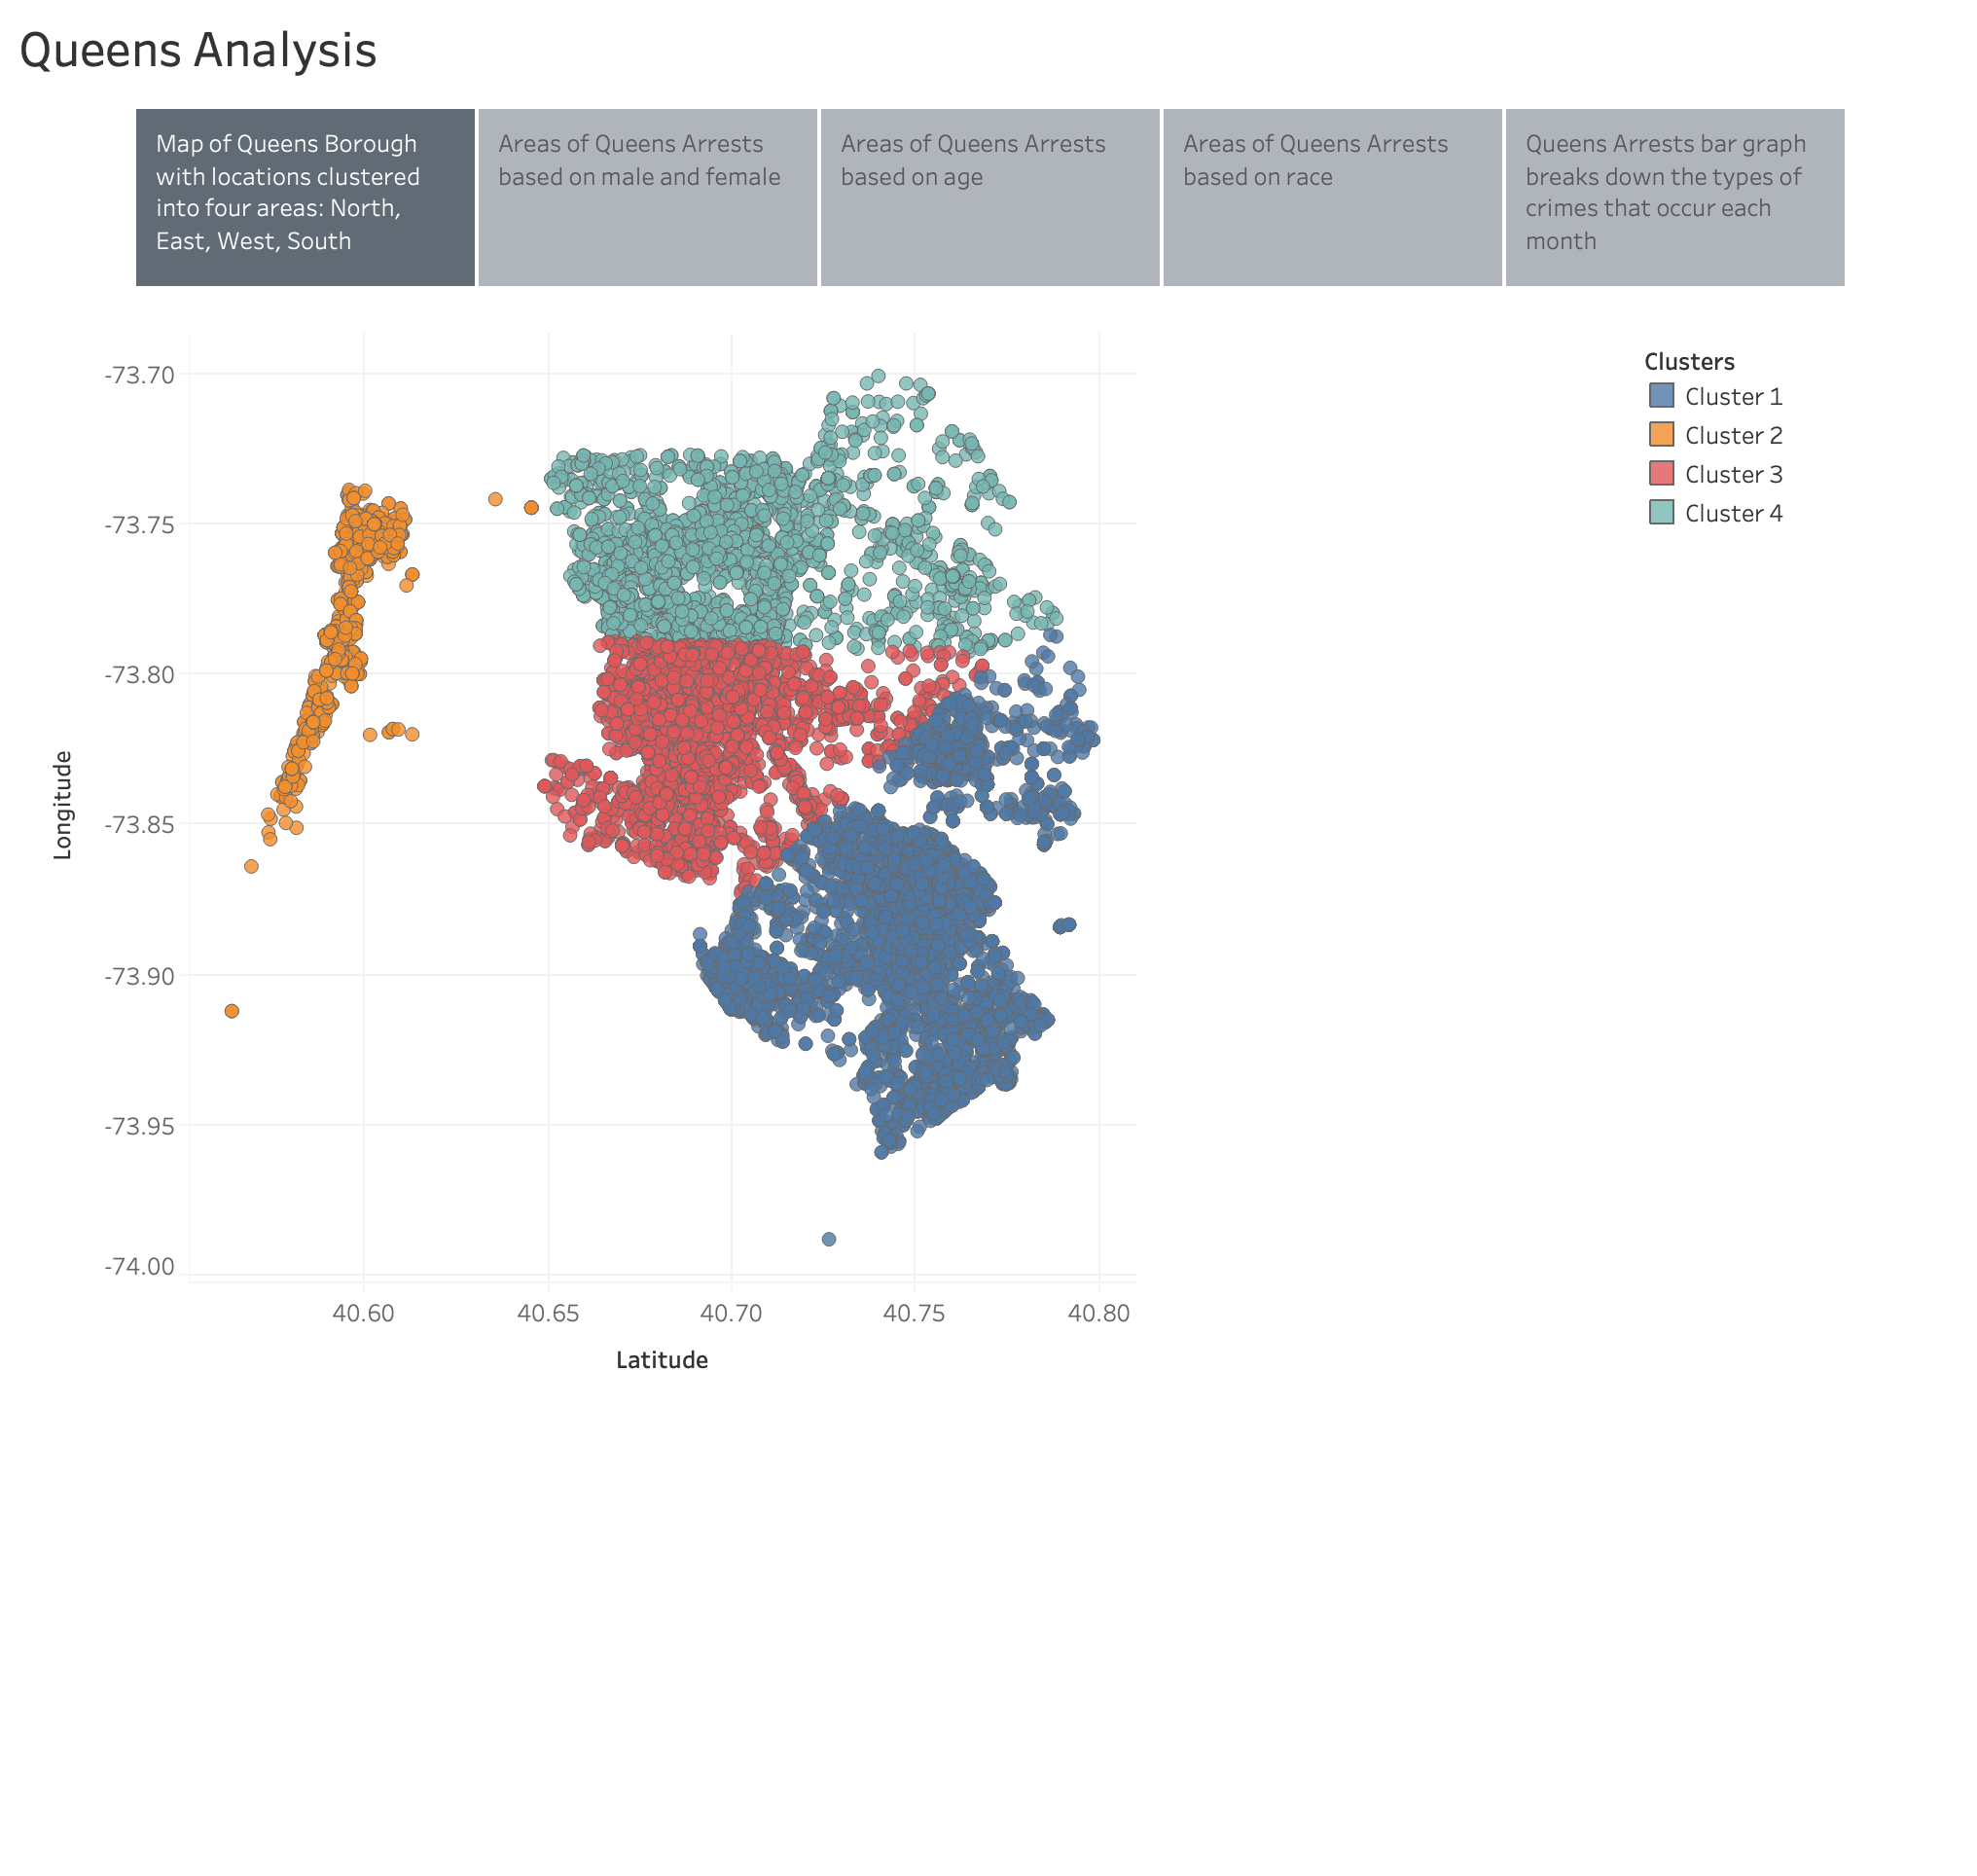 Queens Analysis
Map of Queens Borough
with locations clustered
into four areas: North,
East, West, South
Areas of Queens Arrests
based on male and female
Areas of Queens Arrests
based on age
Areas of Queens Arrests
based on race
Queens Arrests bar graph
breaks down the types of
crimes that occur each
month
Clusters
Cluster 1
Cluster 2
Cluster 3
Cluster 4
Longitude
-73.70
-73.75
-73.80
-73.85
-73.90
-73.95
-74.00
40.60
40.65
40.70
40.75
40.80
Latitude